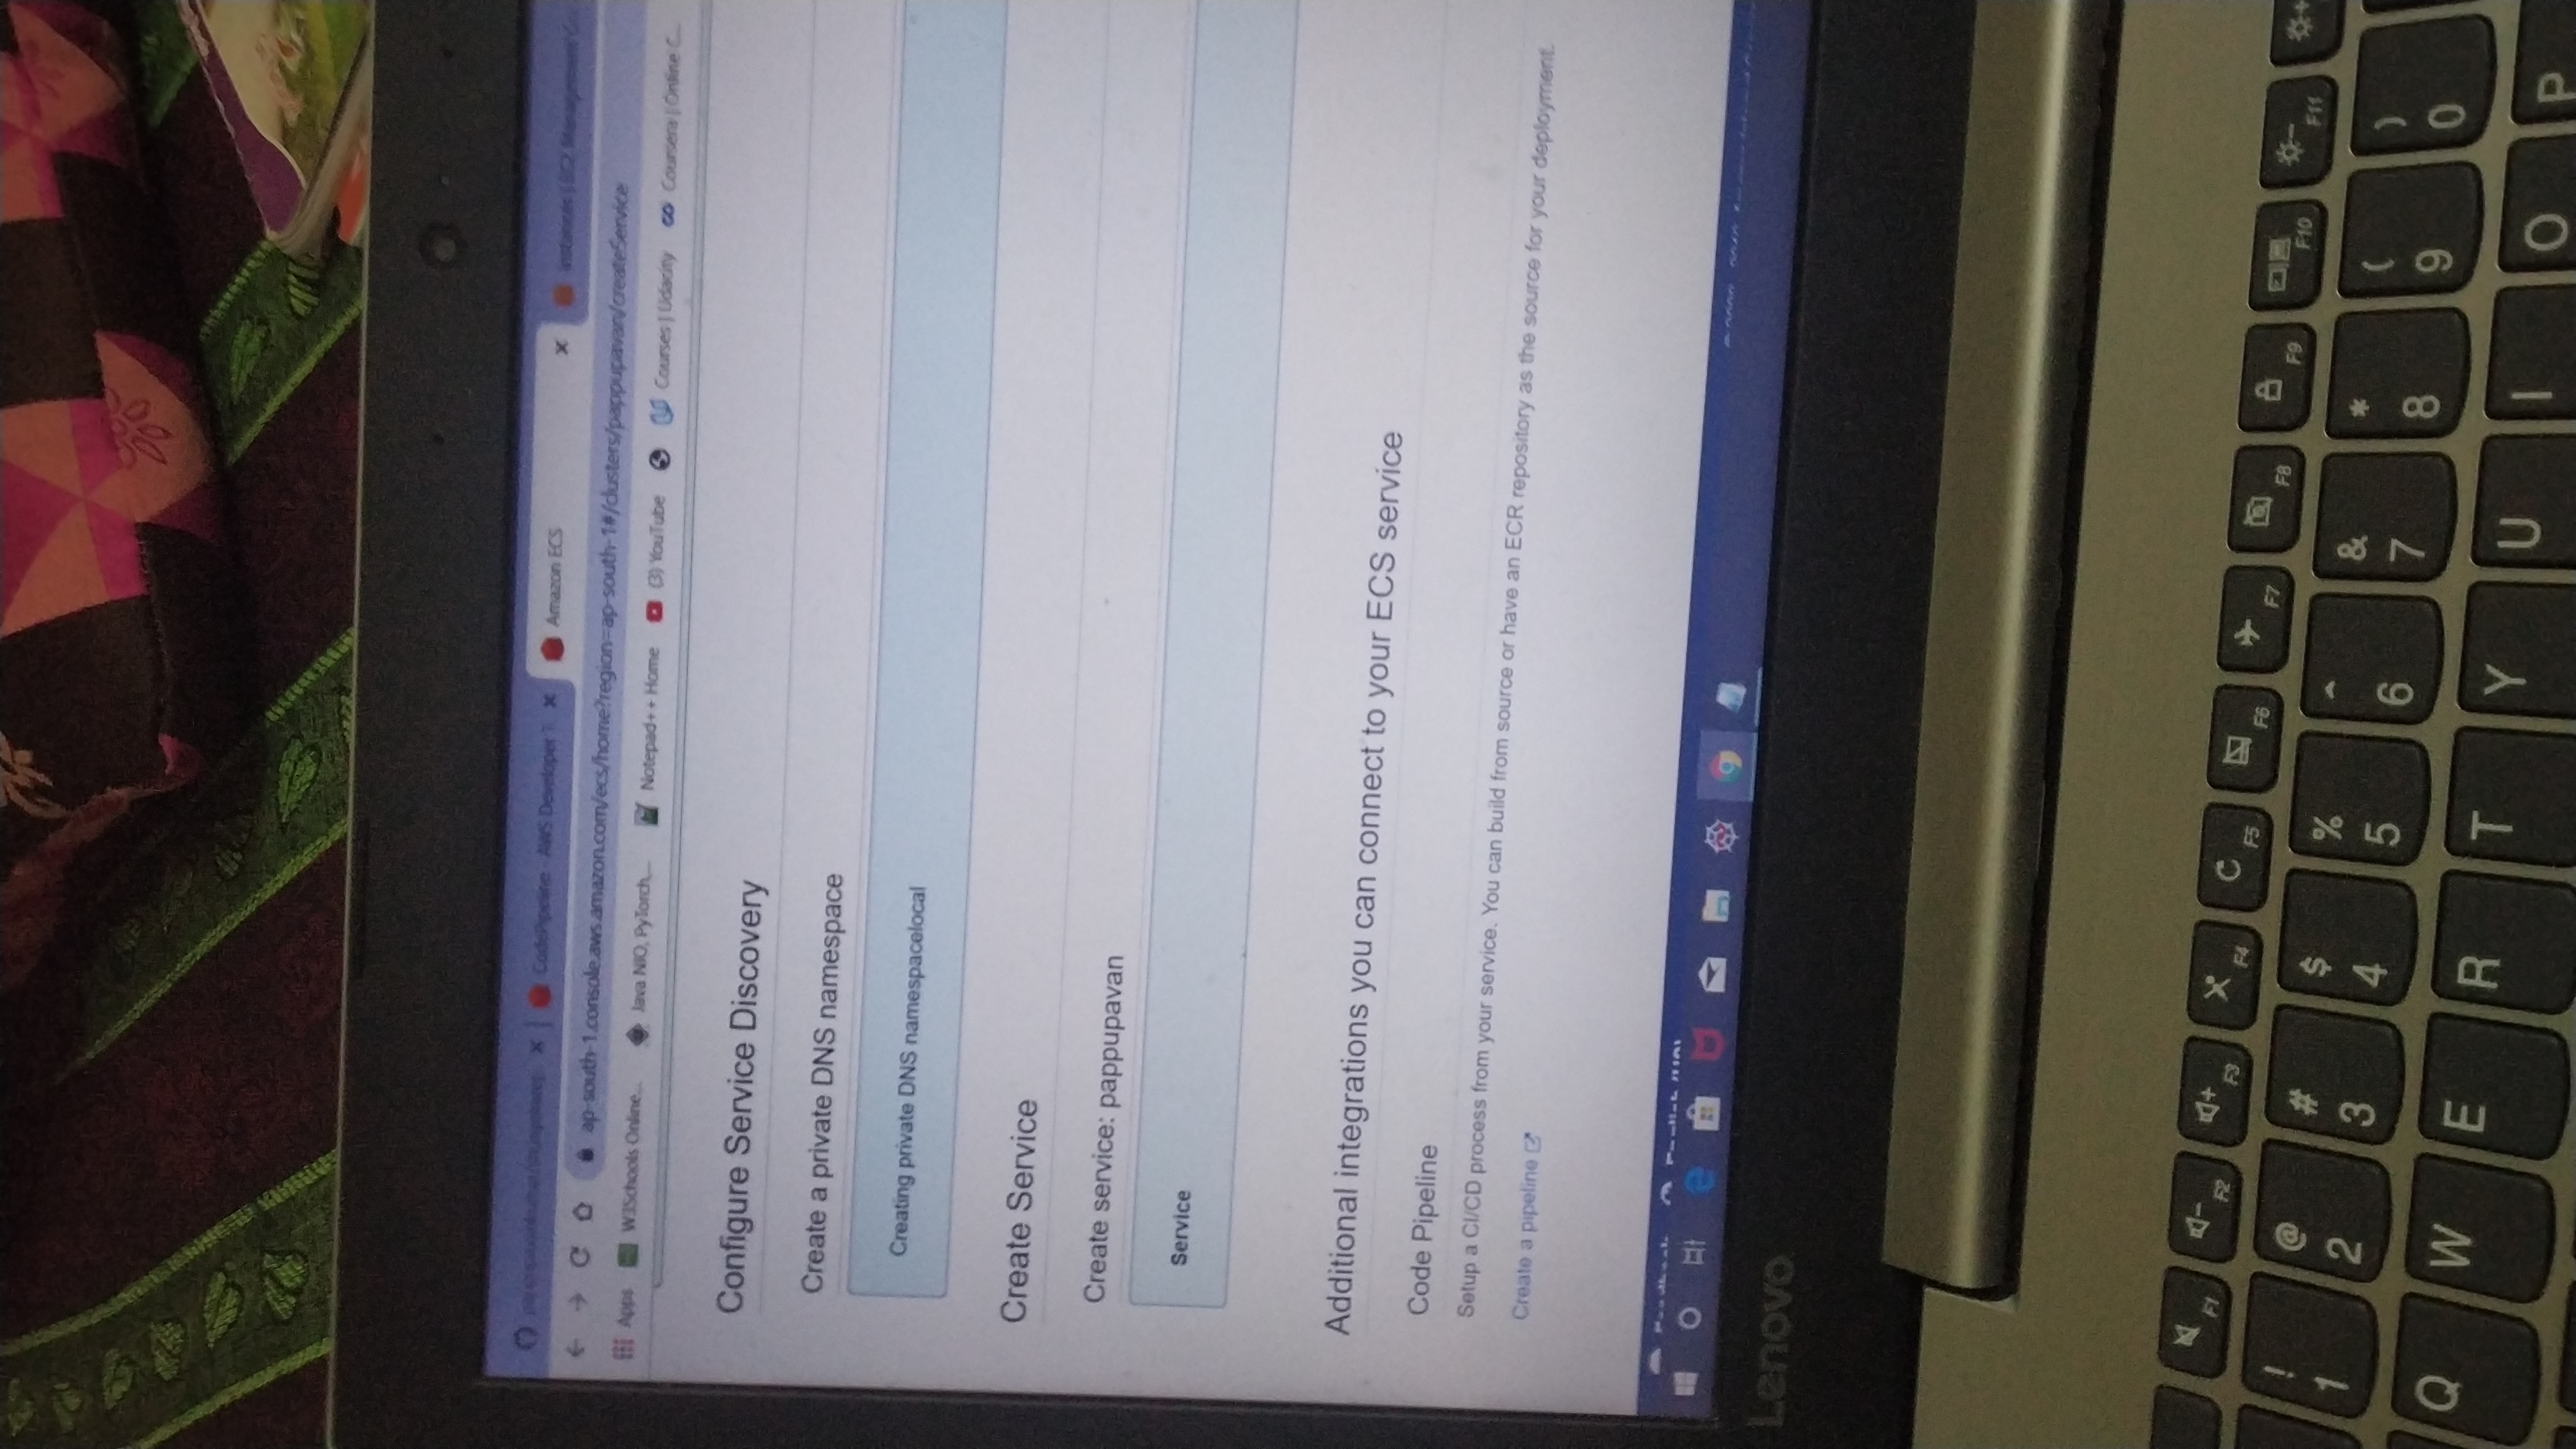 CodePipeline - AWS Developer T
Amazon ECS
Instances | EC2 Management Co
ap-south-1.console.aws.amazon.com/ecs/home?region=ap-south-1#/clusters/pappupavan/createService
Apps W3Schools Online... Java NIO, PyTorch,... Notepad++ Home (3) YouTube Courses | Udacity Coursera | Online C...
Configure Service Discovery
Create a private DNS namespace
Creating private DNS namespacelocal
Create Service
Create service: pappupavan
Service
Additional integrations you can connect to your ECS service
Code Pipeline
Setup a CI/CD process from your service. You can build from source or have an ECR repository as the source for your deployment.
Create a pipeline
Lenovo
F1 F2 F3 F4 F5 F6 F7 F8 F9 F10 F11
! @ # $ % ^ & * ( )
1 2 3 4 5 6 7 8 9 0
Q W E R T Y U I O P